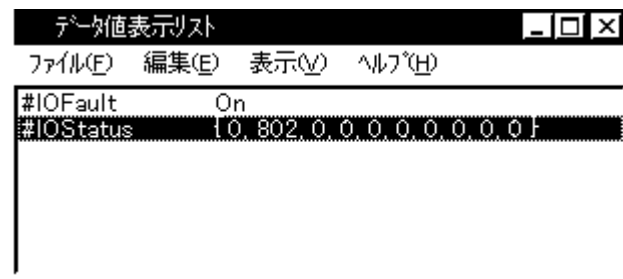 ﾃﾞｰﾀ値表示ﾘｽﾄ
ﾌｧｲﾙ(F) 編集(E) 表示(V) ﾍﾙﾌﾟ(H)
#IOFault On
#IOStatus {0, 802, 0, 0, 0, 0, 0, 0, 0, 0}